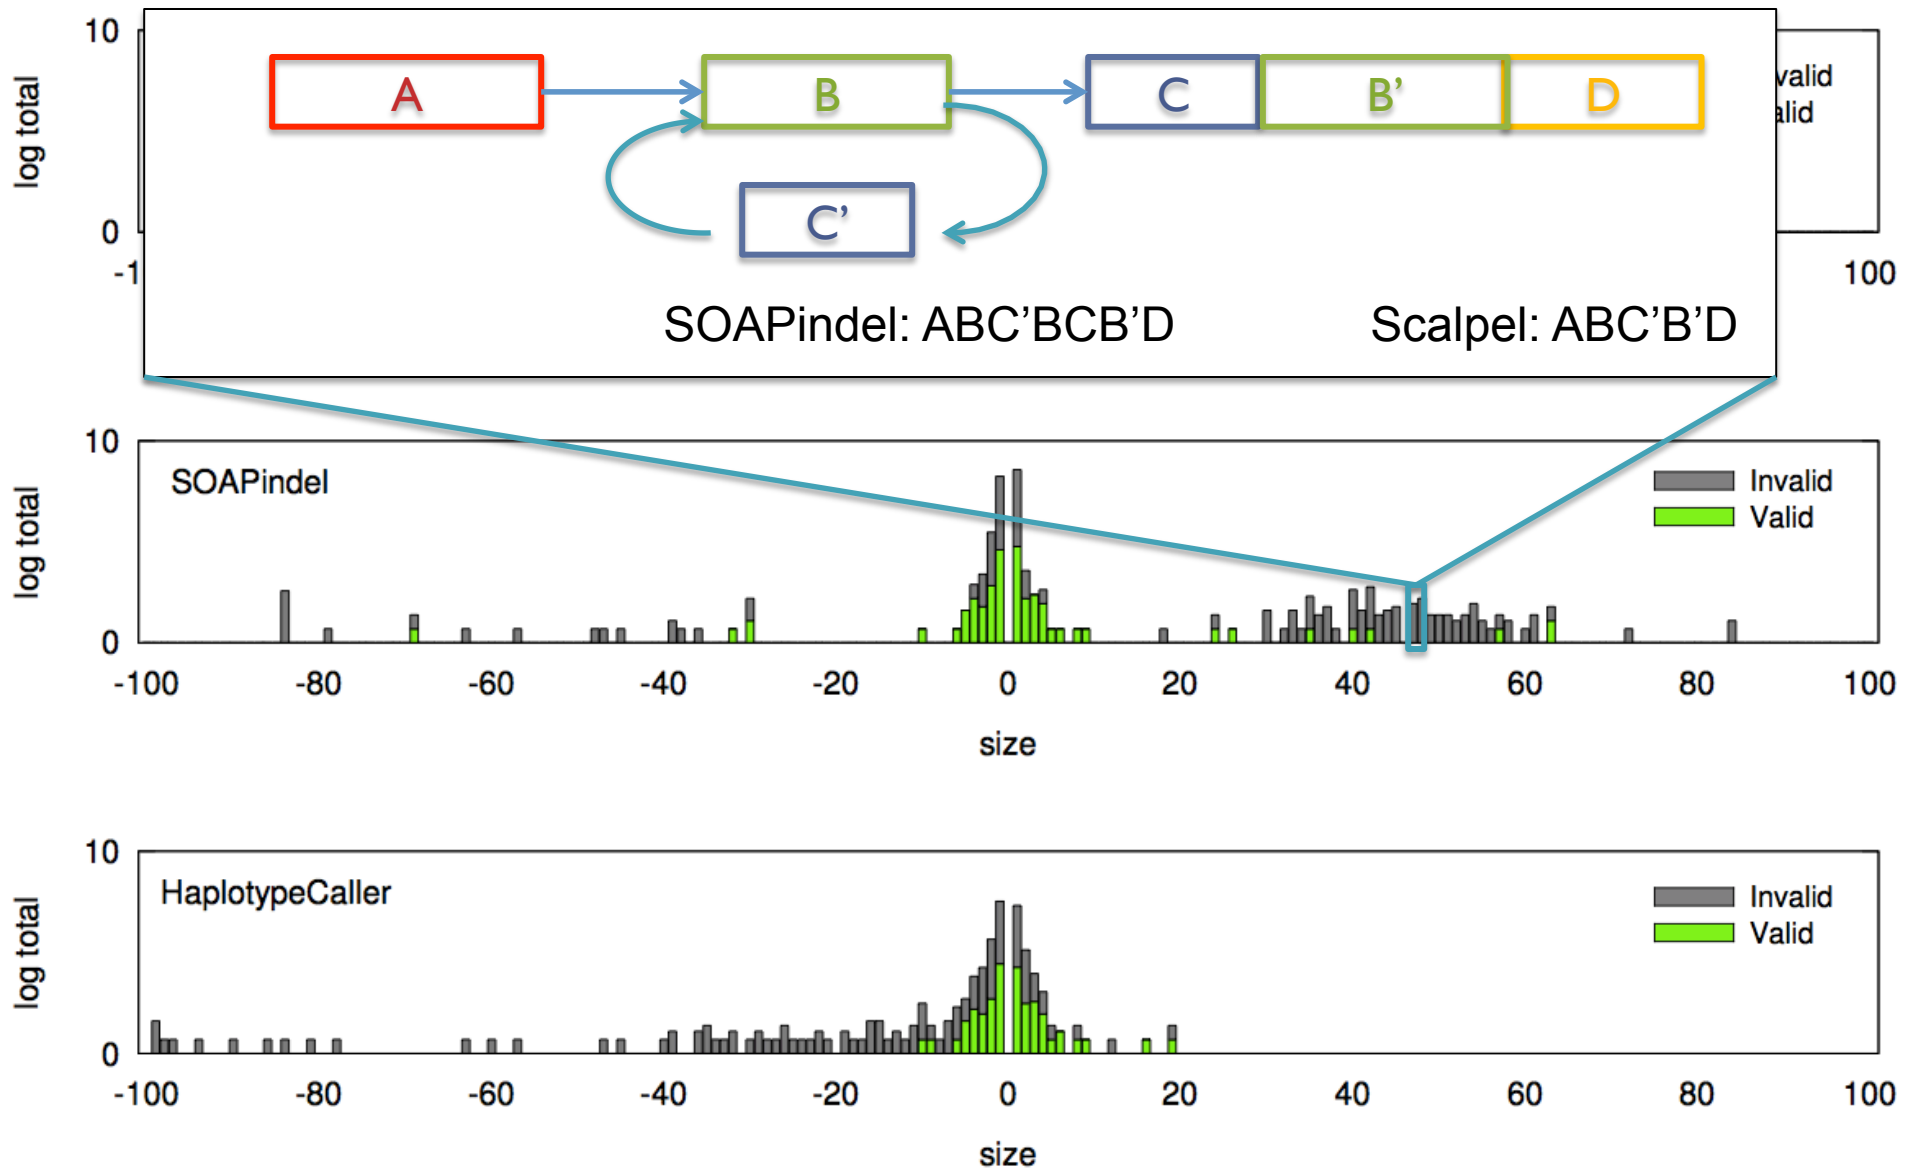 10
log total
0
-1
100
valid
alid
A
B
C
B’
D
C’
SOAPindel: ABC’BCB’D
Scalpel: ABC’B’D
10
log total
0
SOAPindel
Invalid
Valid
-100 -80 -60 -40 -20 0 20 40 60 80 100
size
10
log total
0
HaplotypeCaller
Invalid
Valid
-100 -80 -60 -40 -20 0 20 40 60 80 100
size